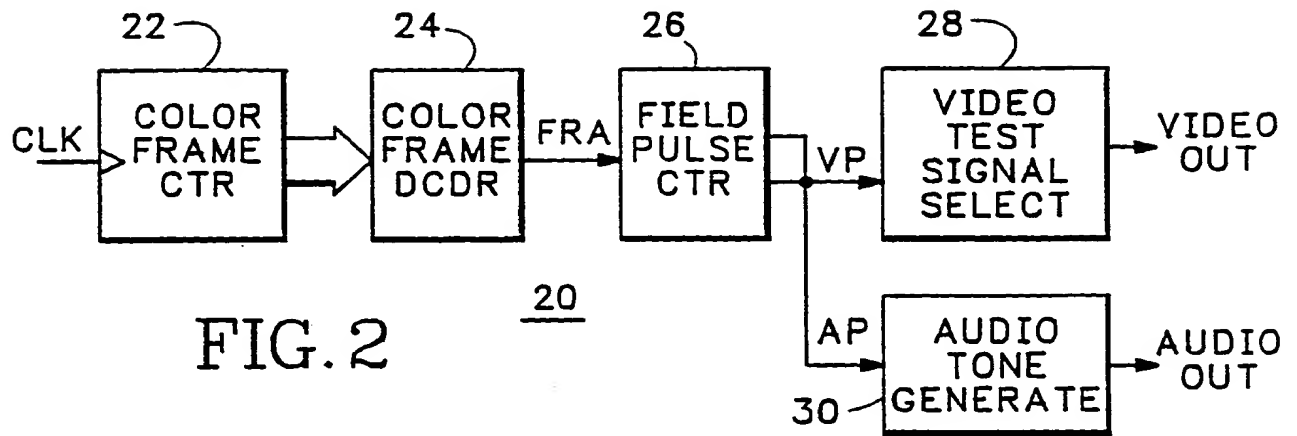 22
24
26
28
CLK
COLOR
FRAME
CTR
COLOR
FRAME
DCDR
FRA
FIELD
PULSE
CTR
VP
VIDEO
TEST
SIGNAL
SELECT
VIDEO
OUT
FIG. 2
20
AP
30
AUDIO
TONE
GENERATE
AUDIO
OUT